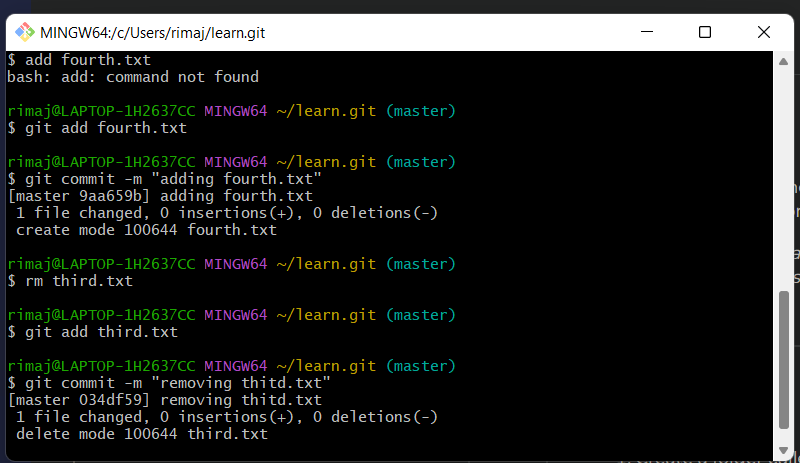 MINGW64:/c/Users/rimaj/learn.git
$ add fourth.txt
bash: add: command not found
rimaj@LAPTOP-1H2637CC MINGW64 ~/learn.git (master)
$ git add fourth.txt
rimaj@LAPTOP-1H2637CC MINGW64 ~/learn.git (master)
$ git commit -m "adding fourth.txt"
[master 9aa659b] adding fourth.txt
 1 file changed, 0 insertions(+), 0 deletions(-)
 create mode 100644 fourth.txt
rimaj@LAPTOP-1H2637CC MINGW64 ~/learn.git (master)
$ rm third.txt
rimaj@LAPTOP-1H2637CC MINGW64 ~/learn.git (master)
$ git add third.txt
rimaj@LAPTOP-1H2637CC MINGW64 ~/learn.git (master)
$ git commit -m "removing thitd.txt"
[master 034df59] removing thitd.txt
 1 file changed, 0 insertions(+), 0 deletions(-)
 delete mode 100644 third.txt